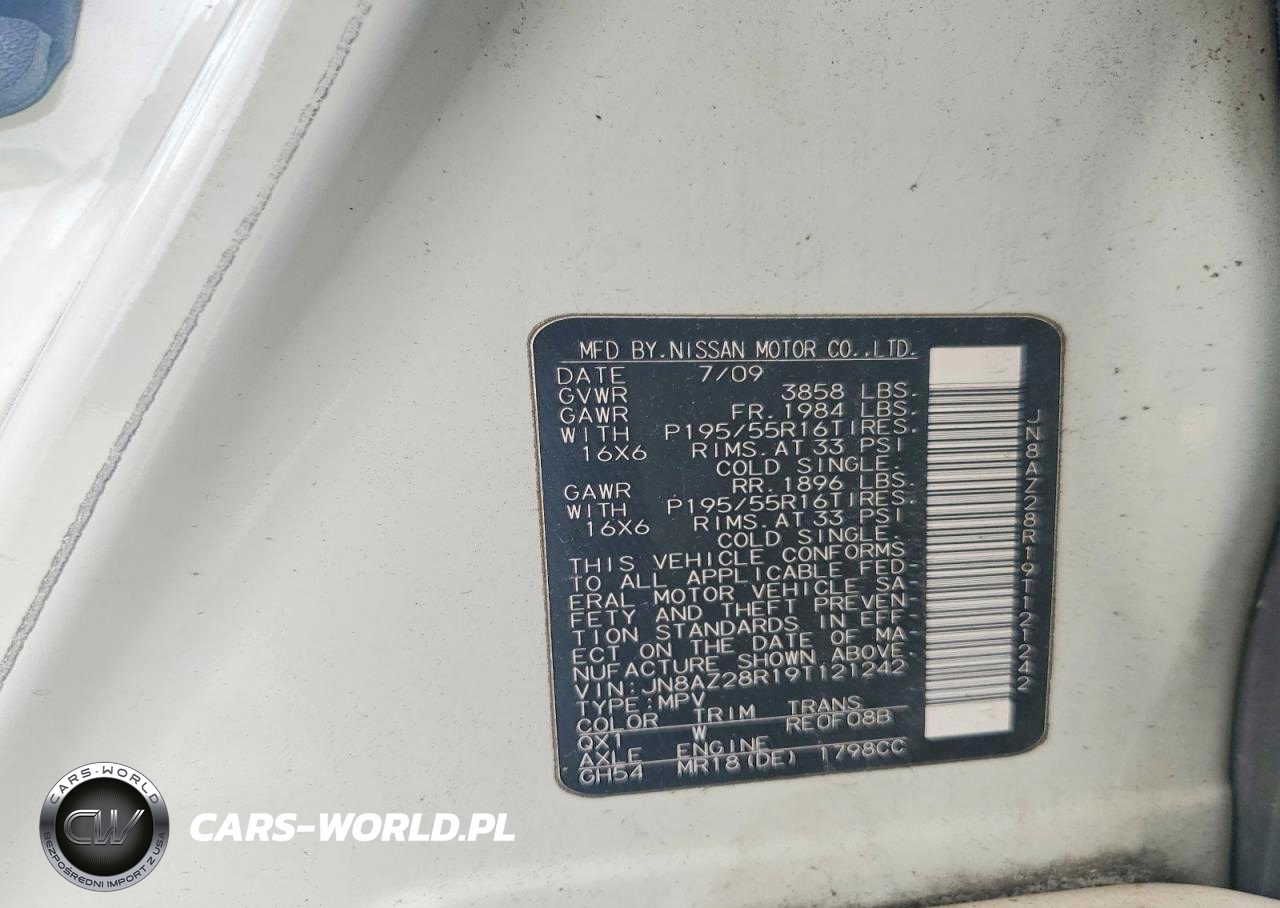 MFD BY.NISSAN MOTOR CO.,LTD.
DATE 7/09
GVWR 3858 LBS.
GAWR FR. 1984 LBS.
WITH P195/55R16TIRES.
16X6 RIMS.AT 33 PSI
COLD SINGLE.
GAWR RR. 1896 LBS.
WITH P195/55R16TIRES.
16X6 RIMS.AT 33 PSI
COLD SINGLE.
THIS VEHICLE CONFORMS
TO ALL APPLICABLE FED-
ERAL MOTOR VEHICLE SA-
FETY AND THEFT PREVEN-
TION STANDARDS IN EFF-
ECT ON THE DATE OF MA-
NUFACTURE SHOWN ABOVE.
VIN:JN8AZ28R19T121242
TYPE:MPV
COLOR TRIM TRANS
QX1 W RE0F08B
AXLE ENGINE
GH54 MR18(DE) 1798CC
JN8AZ28R19T121242
CARS-WORLD
CW
BEZPOŚREDNI IMPORT Z USA
CARS-WORLD.PL